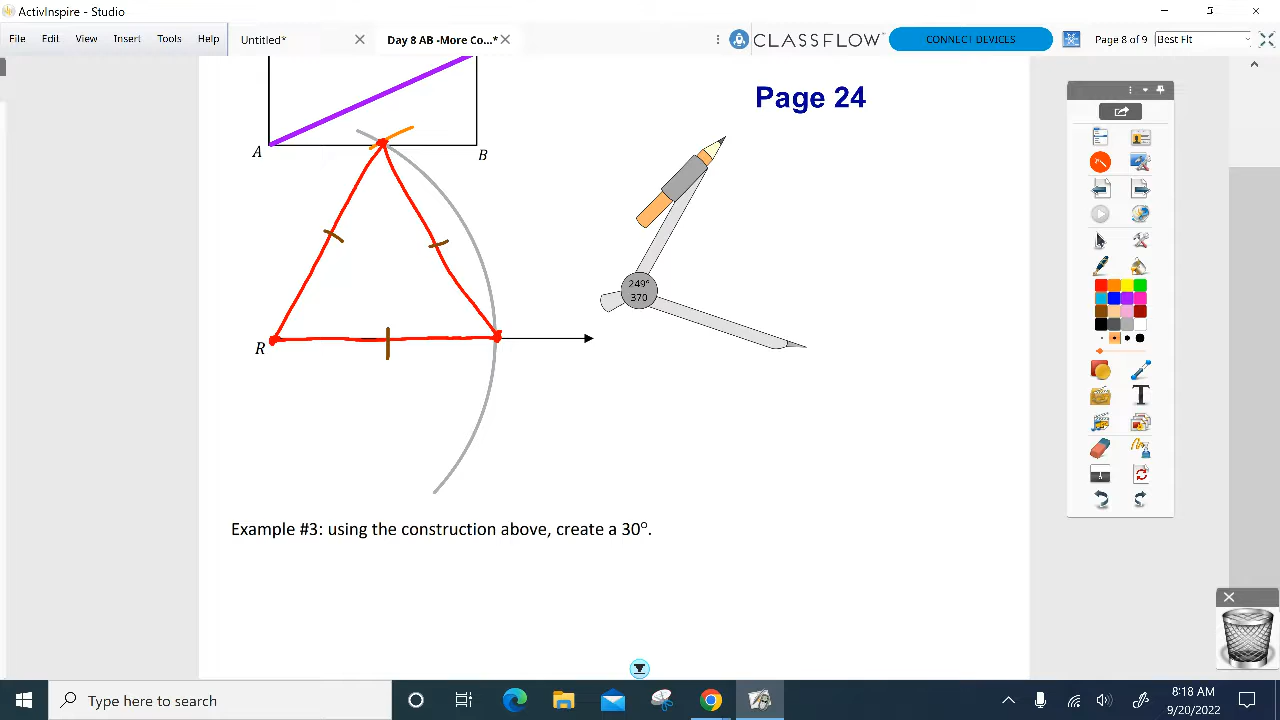 ActivInspire - Studio
File Edit View Insert Tools Help
Untitled*
Day 8 AB -More Co...*
CLASSFLOW
CONNECT DEVICES
Page 8 of 9
Best Fit
Page 24
A
B
249°
370
R
Example #3: using the construction above, create a 30°.
T
Type here to search
8:18 AM
9/20/2022